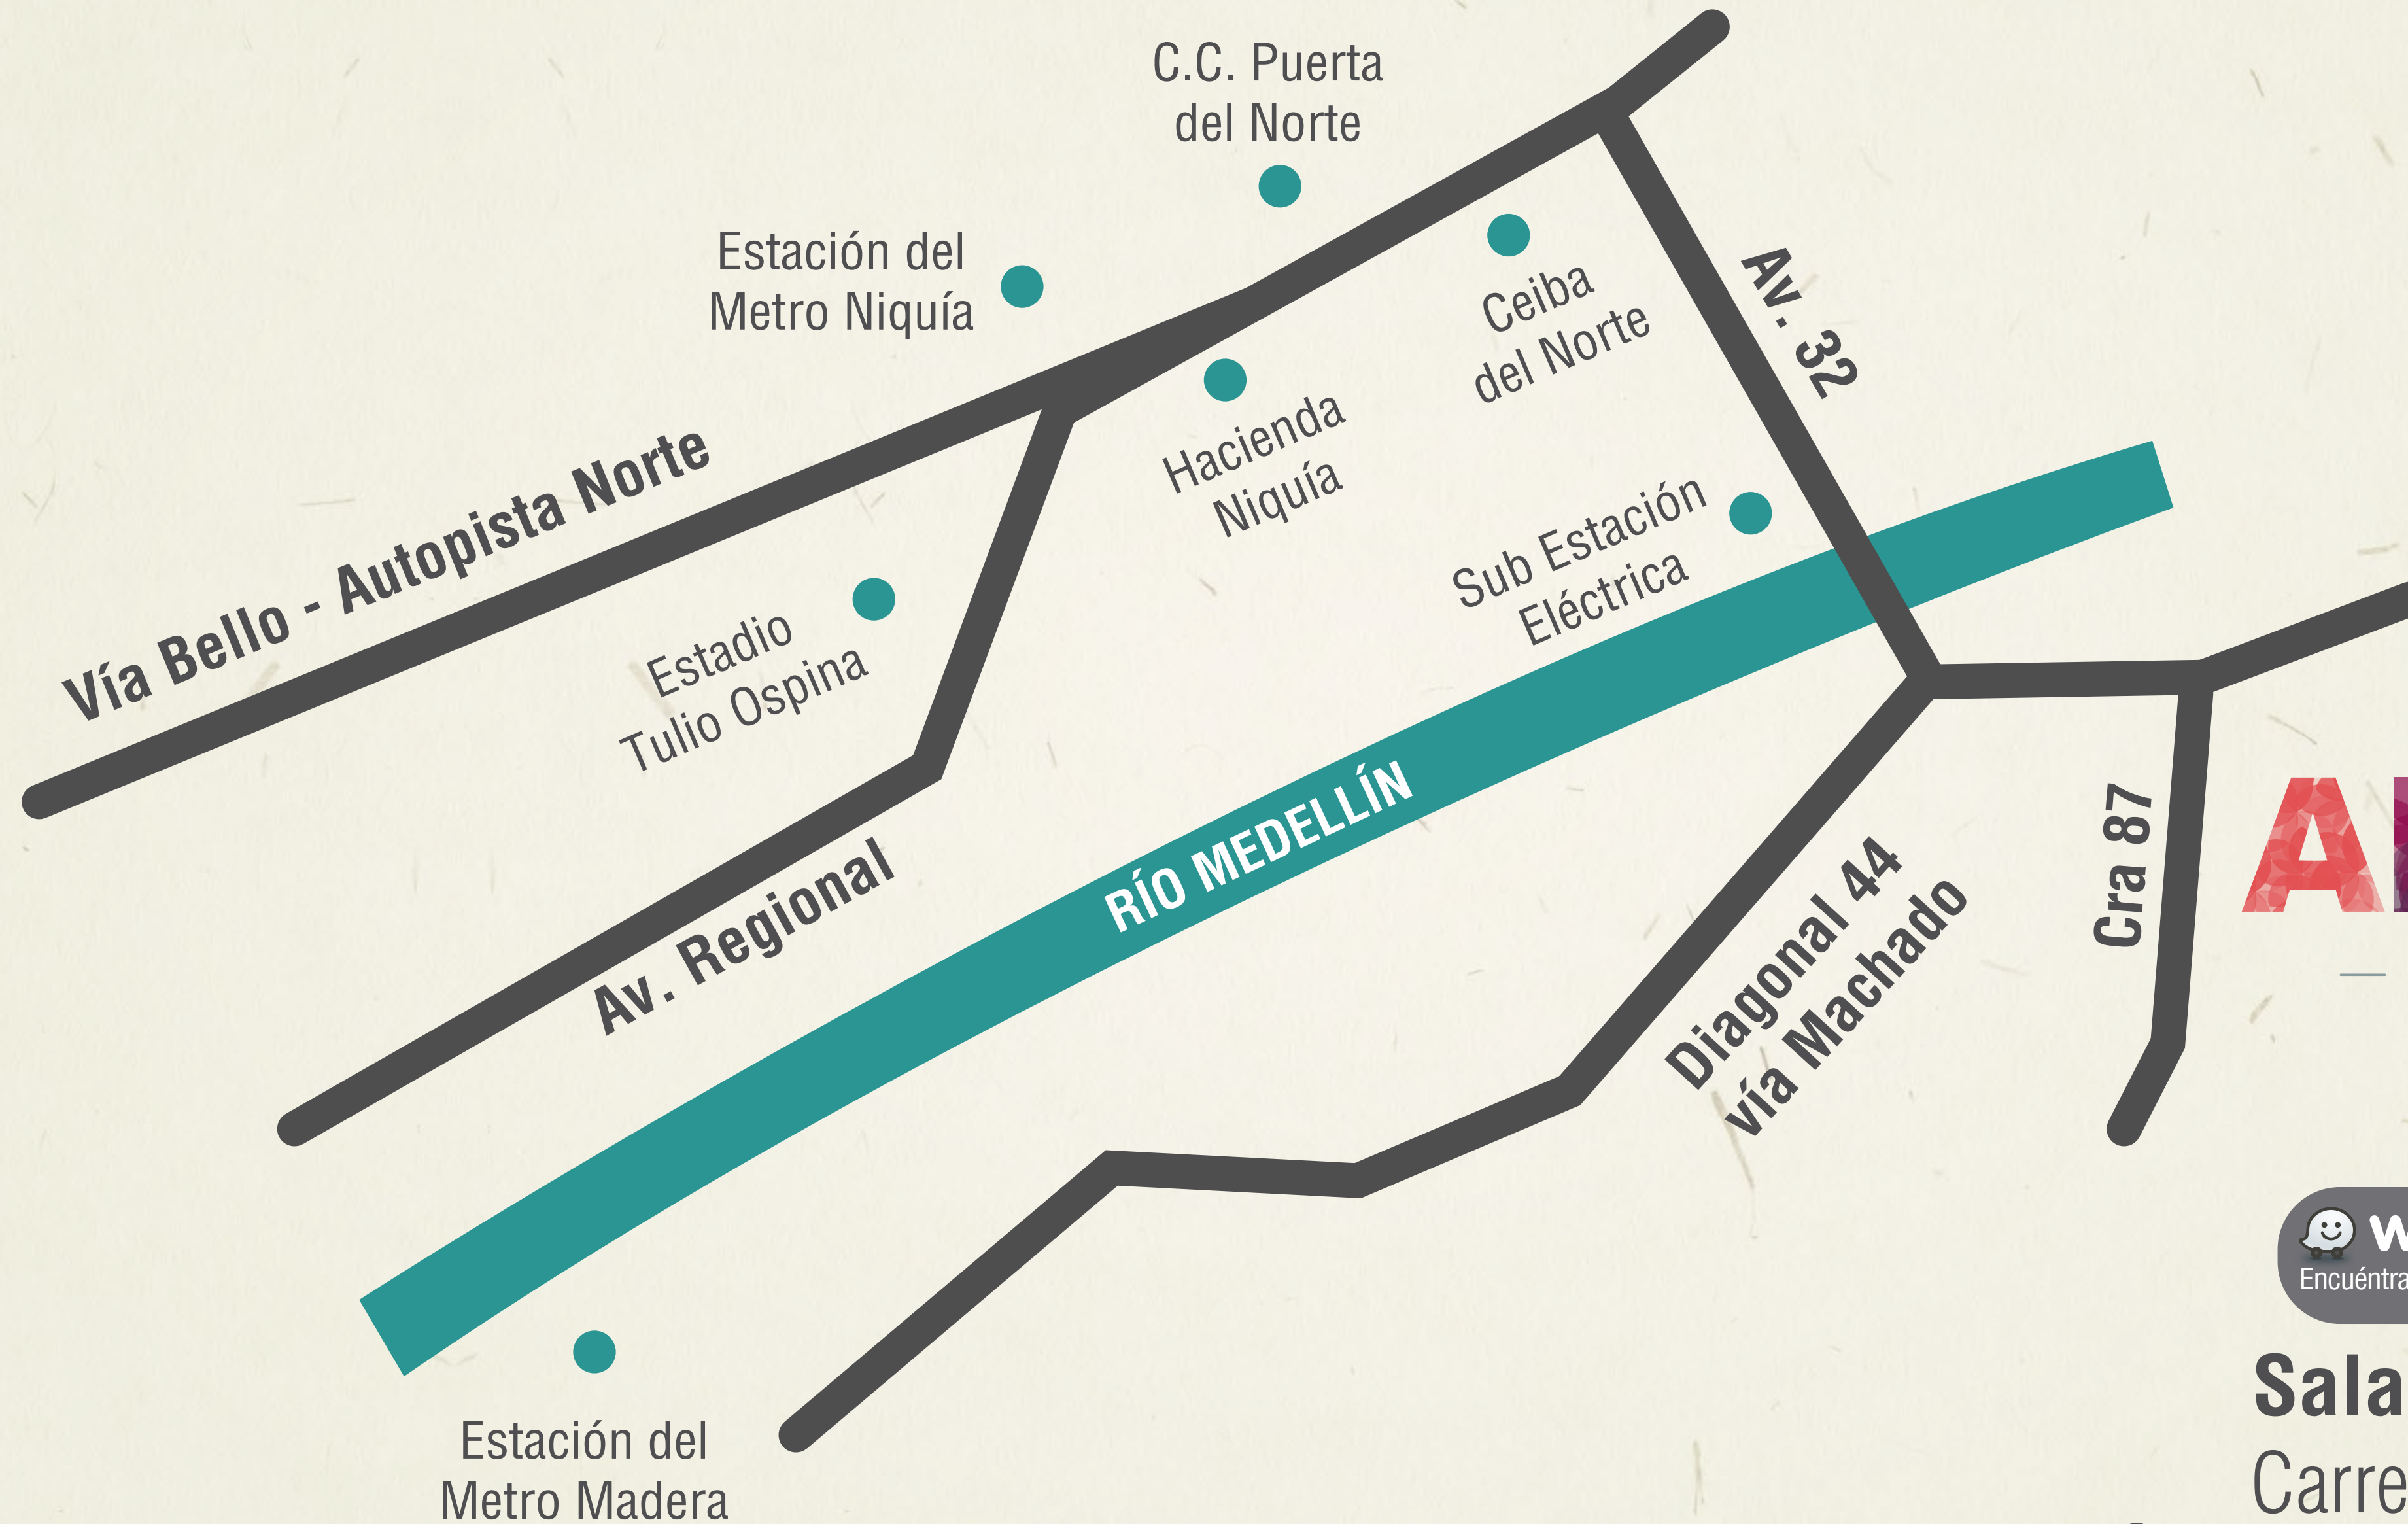 C.C. Puerta
del Norte
Estación del
Metro Niquía
Ceiba
del Norte
Av. 32
Hacienda
Niquía
Vía Bello - Autopista Norte
Sub Estación
Eléctrica
Estadio
Tulio Ospina
RÍO MEDELLÍN
Av. Regional
Diagonal 44
vía Machado
Cra 87
A
W
Encuéntra
Sala
Carre
Estación del
Metro Madera